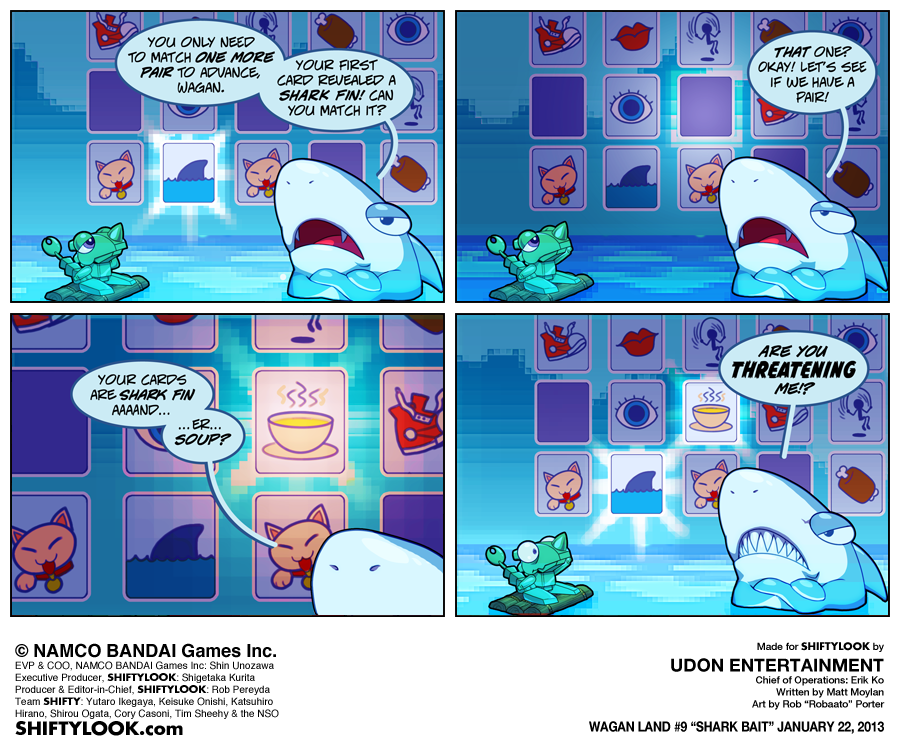 YOU ONLY NEED
TO MATCH ONE MORE
PAIR TO ADVANCE,
WAGAN.
YOUR FIRST
CARD REVEALED A
SHARK FIN! CAN
YOU MATCH IT?
THAT ONE?
OKAY! LET'S SEE
IF WE HAVE A
PAIR!
YOUR CARDS
ARE SHARK FIN
AAAAND...
...ER...
SOUP?
ARE YOU
THREATENING
ME!?
© NAMCO BANDAI Games Inc.
EVP & COO, NAMCO BANDAI Games Inc: Shin Unozawa
Executive Producer, SHIFTYLOOK: Shigetaka Kurita
Producer & Editor-in-Chief, SHIFTYLOOK: Rob Pereyda
Team SHIFTY: Yutaro Ikegaya, Keisuke Onishi, Katsuhiro
Hirano, Shirou Ogata, Cory Casoni, Tim Sheehy & the NSO
SHIFTYLOOK.com
Made for SHIFTYLOOK by
UDON ENTERTAINMENT
Chief of Operations: Erik Ko
Written by Matt Moylan
Art by Rob "Robaato" Porter
WAGAN LAND #9 "SHARK BAIT" JANUARY 22, 2013